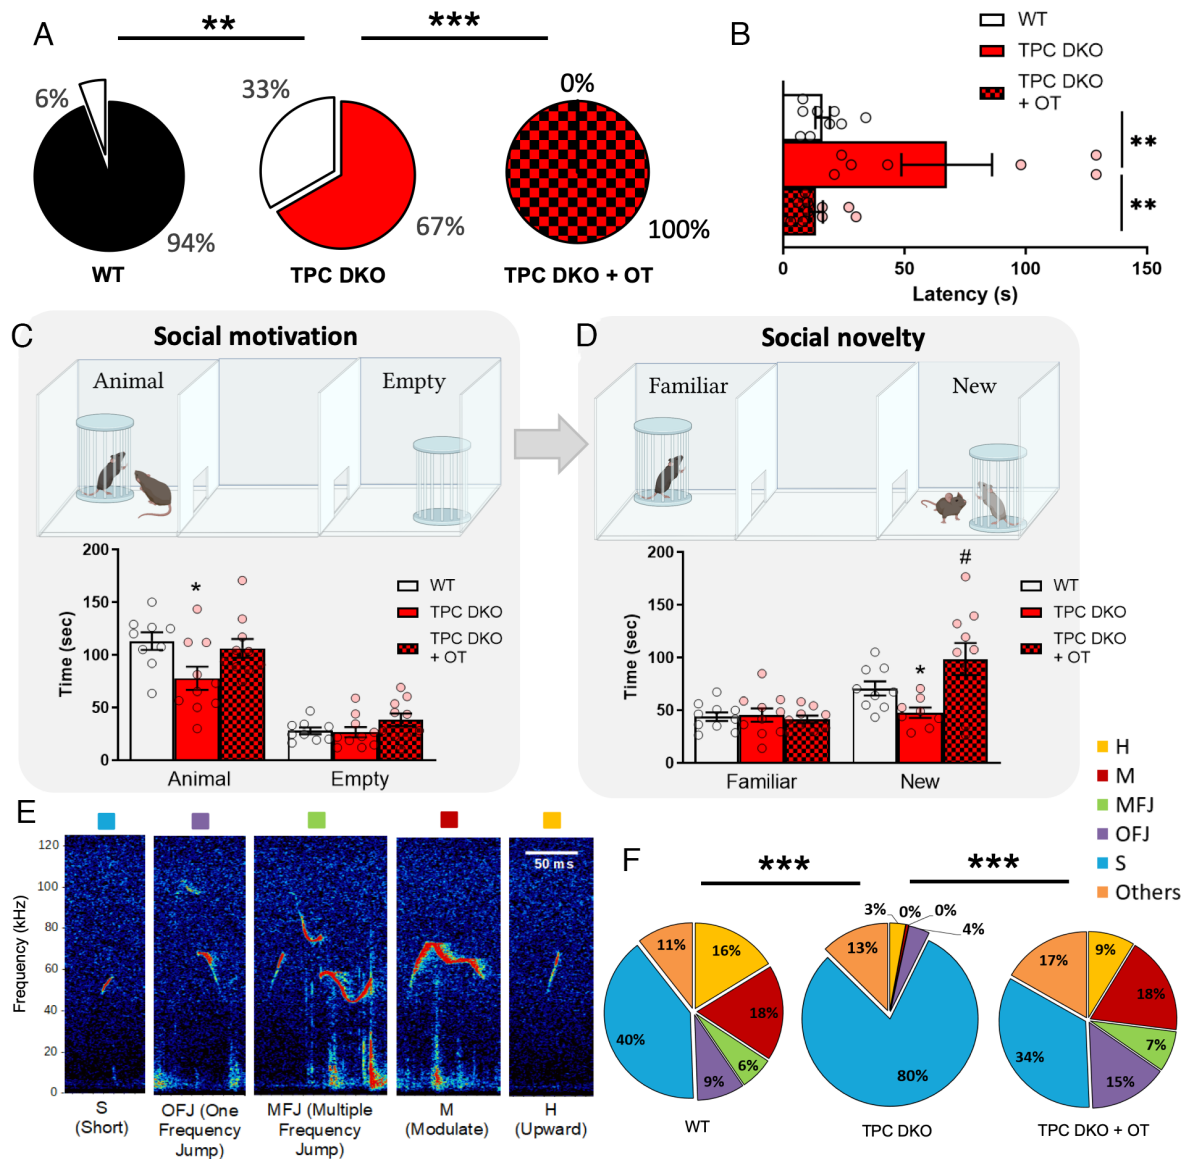 A
**
***
6%
94%
WT
33%
67%
TPC DKO
0%
100%
TPC DKO + OT
B
WT
TPC DKO
TPC DKO
+ OT
**
**
0
50
100
150
Latency (s)
C
Social motivation
Animal
Empty
200
150
100
50
0
Time (sec)
*
WT
TPC DKO
TPC DKO
+ OT
Animal
Empty
D
Social novelty
Familiar
New
200
150
100
50
0
Time (sec)
*
#
WT
TPC DKO
TPC DKO
+ OT
Familiar
New
E
120
100
80
60
40
20
0
Frequency (kHz)
50 ms
S
(Short)
OFJ (One
Frequency
Jump)
MFJ (Multiple
Frequency
Jump)
M
(Modulate)
H
(Upward)
H
M
MFJ
OFJ
S
Others
F
***
***
11%
16%
18%
6%
9%
40%
WT
3%
0%
0%
4%
13%
80%
TPC DKO
17%
9%
18%
7%
15%
34%
TPC DKO + OT